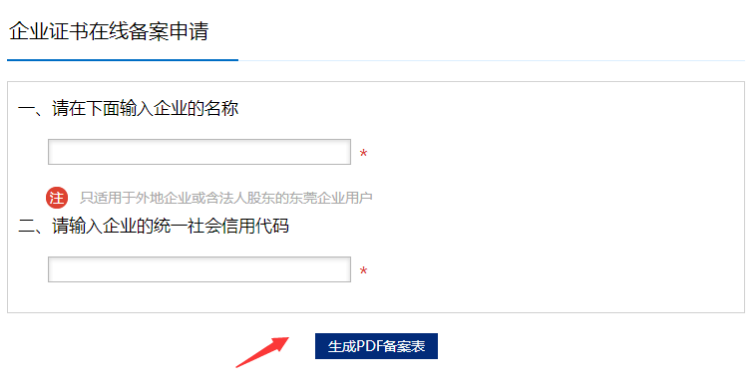 企业证书在线备案申请
一、请在下面输入企业的名称
*
注 只适用于外地企业或含法人股东的东莞企业用户
二、请输入企业的统一社会信用代码
*
生成PDF备案表